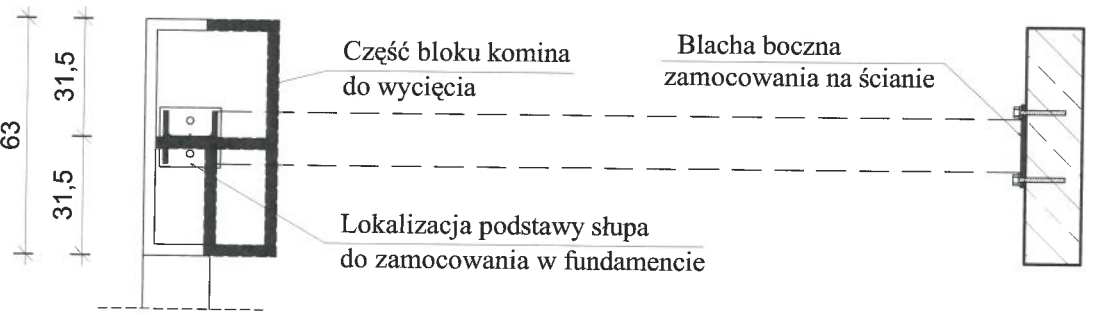 Część bloku komina
do wycięcia
Blacha boczna
zamocowania na ścianie
31,5
63
31,5
Lokalizacja podstawy słupa
do zamocowania w fundamencie